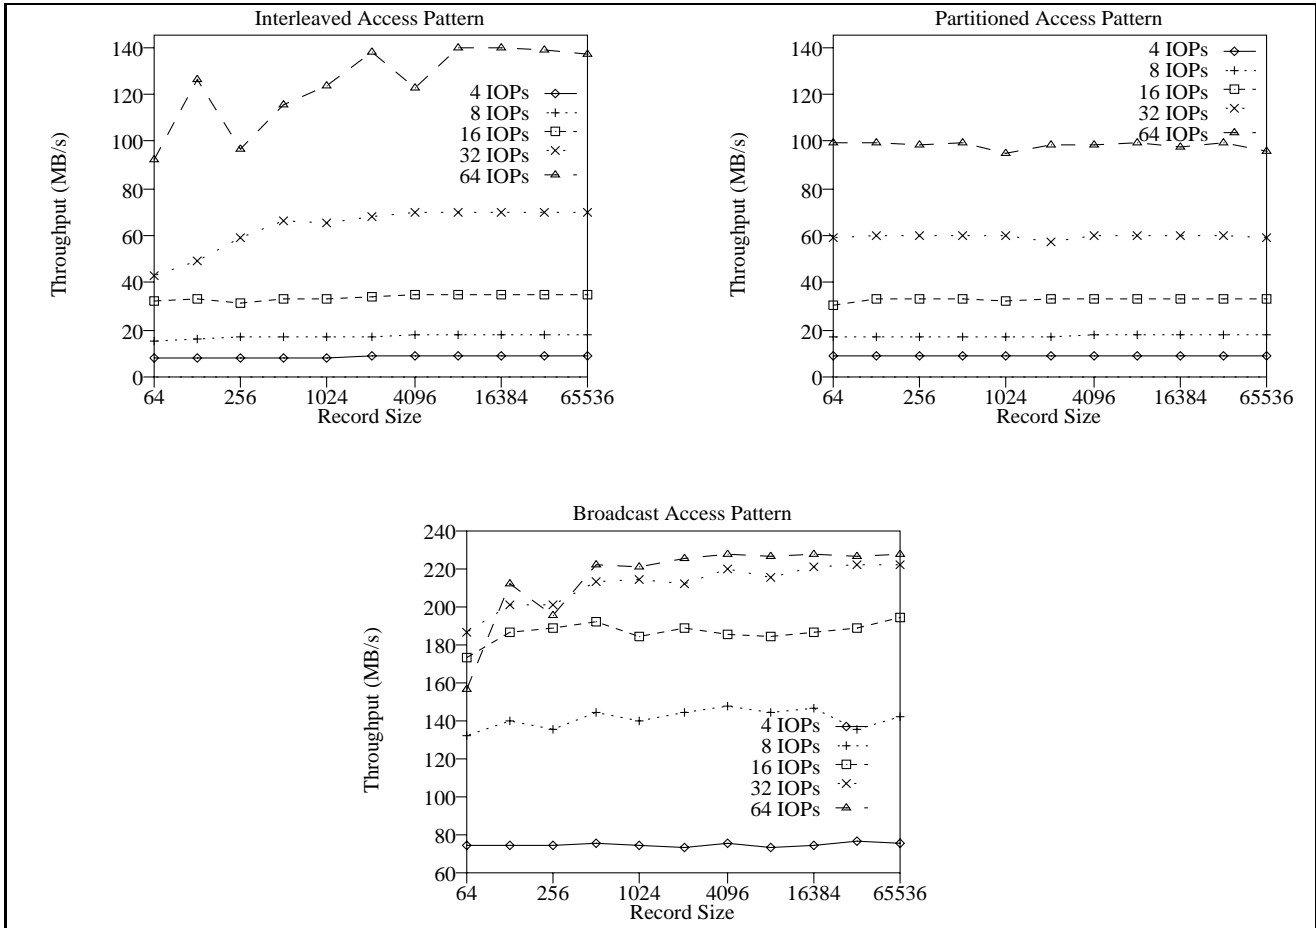 Interleaved Access Pattern
Throughput (MB/s)
140
120
100
80
60
40
20
0
4 IOPs
8 IOPs
16 IOPs
32 IOPs
64 IOPs
64 256 1024 4096 16384 65536
Record Size
Partitioned Access Pattern
Throughput (MB/s)
140
120
100
80
60
40
20
0
4 IOPs
8 IOPs
16 IOPs
32 IOPs
64 IOPs
64 256 1024 4096 16384 65536
Record Size
Broadcast Access Pattern
Throughput (MB/s)
240
220
200
180
160
140
120
100
80
60
4 IOPs
8 IOPs
16 IOPs
32 IOPs
64 IOPs
64 256 1024 4096 16384 65536
Record Size